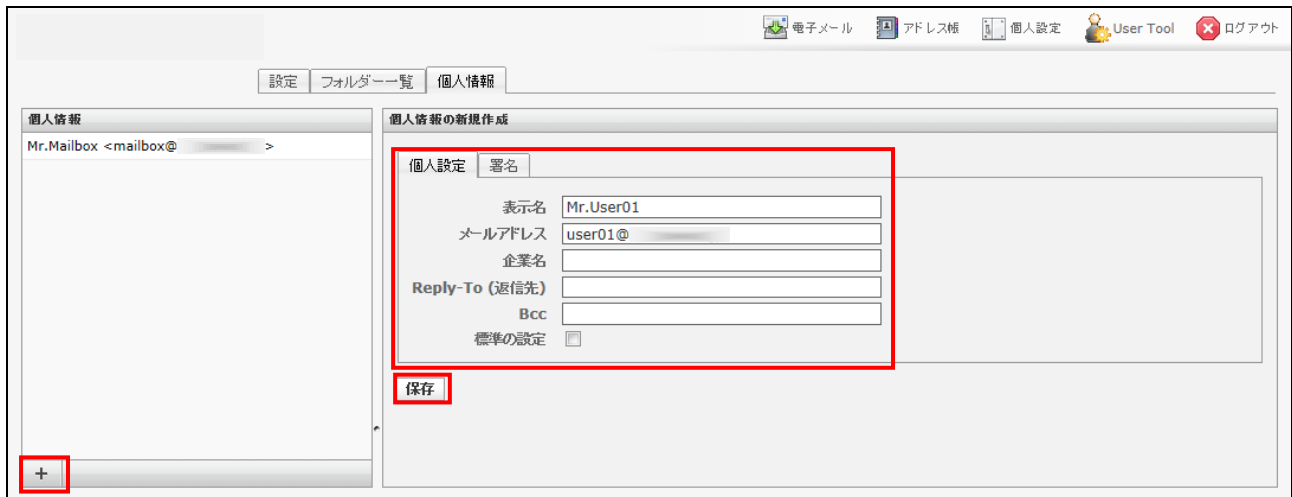 電子メール アドレス帳 個人設定 User Tool ログアウト
設定 フォルダー一覧 個人情報
個人情報
Mr.Mailbox <mailbox@ >
+
個人情報の新規作成
個人設定 署名
表示名 Mr.User01
メールアドレス user01@
企業名
Reply-To (返信先)
Bcc
標準の設定
保存